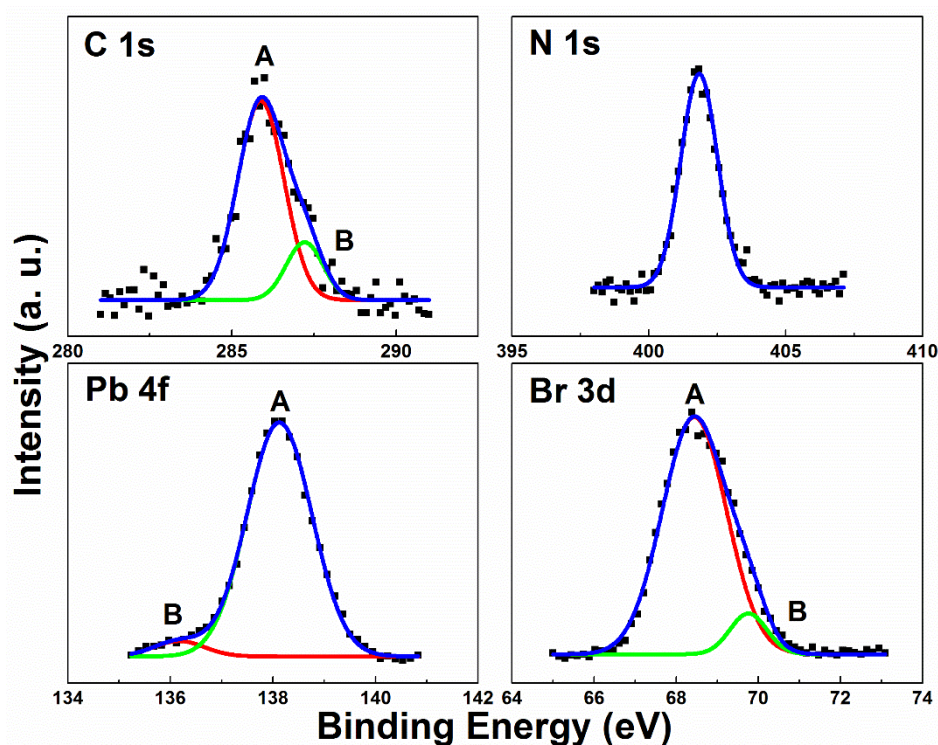 C 1s
A
B
280 285 290
N 1s
395 400 405 410
Pb 4f
A
B
134 136 138 140 142
Br 3d
A
B
64 66 68 70 72 74
Intensity (a. u.)
Binding Energy (eV)